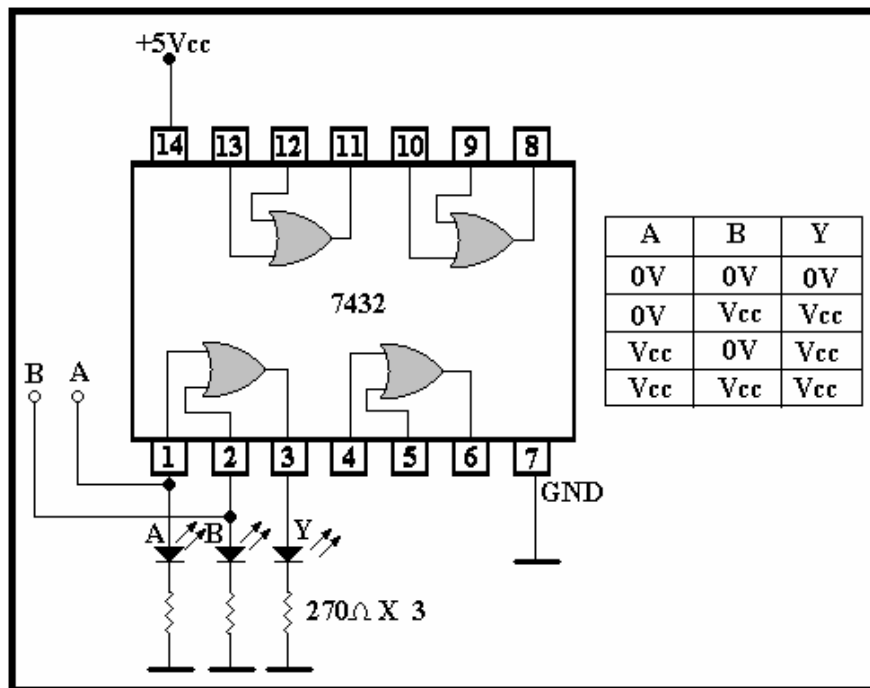 +5Vcc
14 13 12 11 10 9 8
7432
A B Y
0V 0V 0V
0V Vcc Vcc
Vcc 0V Vcc
Vcc Vcc Vcc
B A
1 2 3 4 5 6 7
GND
A B Y
270Ω X 3